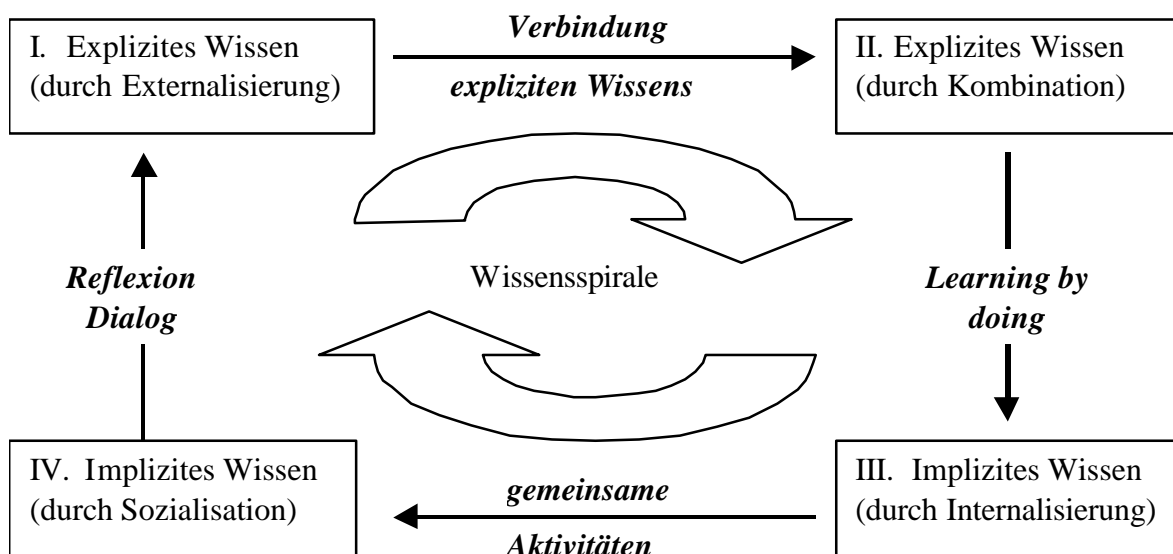 I. Explizites Wissen
(durch Externalisierung)
Verbindung
expliziten Wissens
II. Explizites Wissen
(durch Kombination)
Reflexion
Dialog
Wissensspirale
Learning by
doing
IV. Implizites Wissen
(durch Sozialisation)
gemeinsame
Aktivitäten
III. Implizites Wissen
(durch Internalisierung)